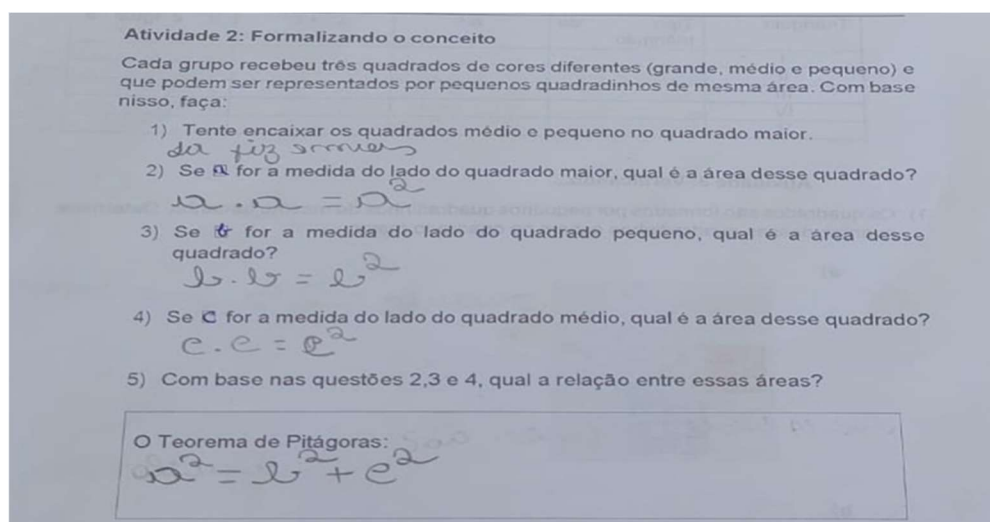 Atividade 2: Formalizando o conceito
Cada grupo recebeu três quadrados de cores diferentes (grande, médio e pequeno) e
que podem ser representados por pequenos quadradinhos de mesma área. Com base
nisso, faça:
1) Tente encaixar os quadrados médio e pequeno no quadrado maior.
fiz
2) Se a for a medida do lado do quadrado maior, qual é a área desse quadrado?
a . a = a²
3) Se b for a medida do lado do quadrado pequeno, qual é a área desse
quadrado?
b . b = b²
4) Se C for a medida do lado do quadrado médio, qual é a área desse quadrado?
c . c = c²
5) Com base nas questões 2,3 e 4, qual a relação entre essas áreas?
O Teorema de Pitágoras:
a² = b² + c²